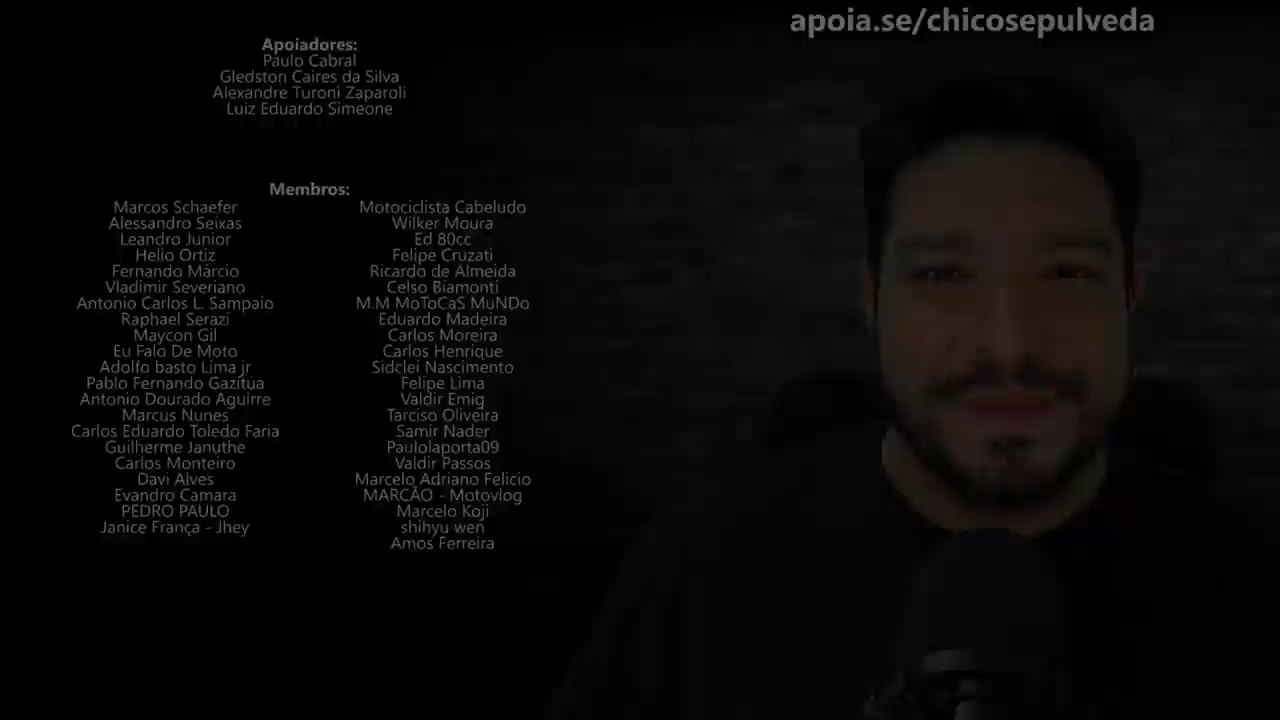 apoia.se/chicosepulveda
Apoiadores:
Paulo Cabral
Gledston Caires da Silva
Alexandre Turoni Zaparoli
Luiz Eduardo Simeone
Membros:
Marcos Schaefer
Alessandro Seixas
Leandro Junior
Helio Ortiz
Fernando Márcio
Vladimir Severiano
Antonio Carlos L. Sampaio
Raphael Serazi
Maycon Gil
Eu Falo De Moto
Adolfo basto Lima jr
Pablo Fernando Gazitúa
Antonio Dourado Aguirre
Marcus Nunes
Carlos Eduardo Toledo Faria
Guilherme Januthe
Carlos Monteiro
Davi Alves
Evandro Camara
PEDRO PAULO
Janice França - Jhey
Motociclista Cabeludo
Wilker Moura
Ed 80cc
Felipe Cruzati
Ricardo de Almeida
Celso Biamonti
M.M MoToCaS MuNDo
Eduardo Madeira
Carlos Moreira
Carlos Henrique
Sidclei Nascimento
Felipe Lima
Valdir Emig
Tarciso Oliveira
Samir Nader
Paulolaporta09
Valdir Passos
Marcelo Adriano Felicio
MARCÃO - Motovlog
Marcelo Koji
shihyu wen
Amos Ferreira